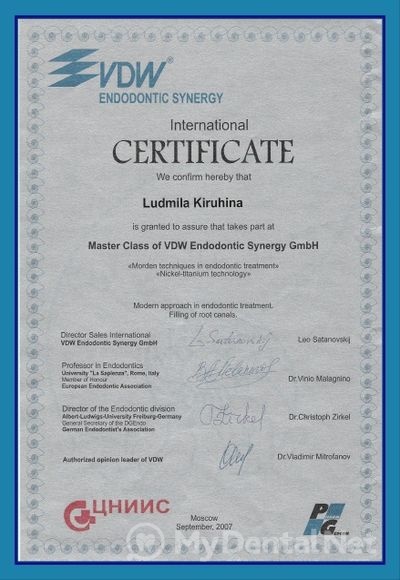 VDW®
ENDODONTIC SYNERGY
International
CERTIFICATE
We confirm hereby that
Ludmila Kiruhina
is granted to assure that takes part at
Master Class of VDW Endodontic Synergy GmbH
«Morden techniques in endodontic treatment»
«Nickel-titanium technology»
Modern approach in endodontic treatment.
Filling of root canals.
Director Sales International
VDW Endodontic Synergy GmbH
L. Satanovskij
Leo Satanovskij
Professor in Endodontics
University "La Sapienza", Rome, Italy
Member of Honour
European Endodontic Association
Dr.Vinio Malagnino
Director of the Endodontic division
Albert-Ludwigs-University Freiburg-Germany
General Secretary of the DGEndo
German Endodontist's Association
Dr.Christoph Zirkel
Authorized opinion leader of VDW
Dr.Vladimir Mitrofanov
ЦНИИС
Moscow
September, 2007
P
G
MyDental.Net